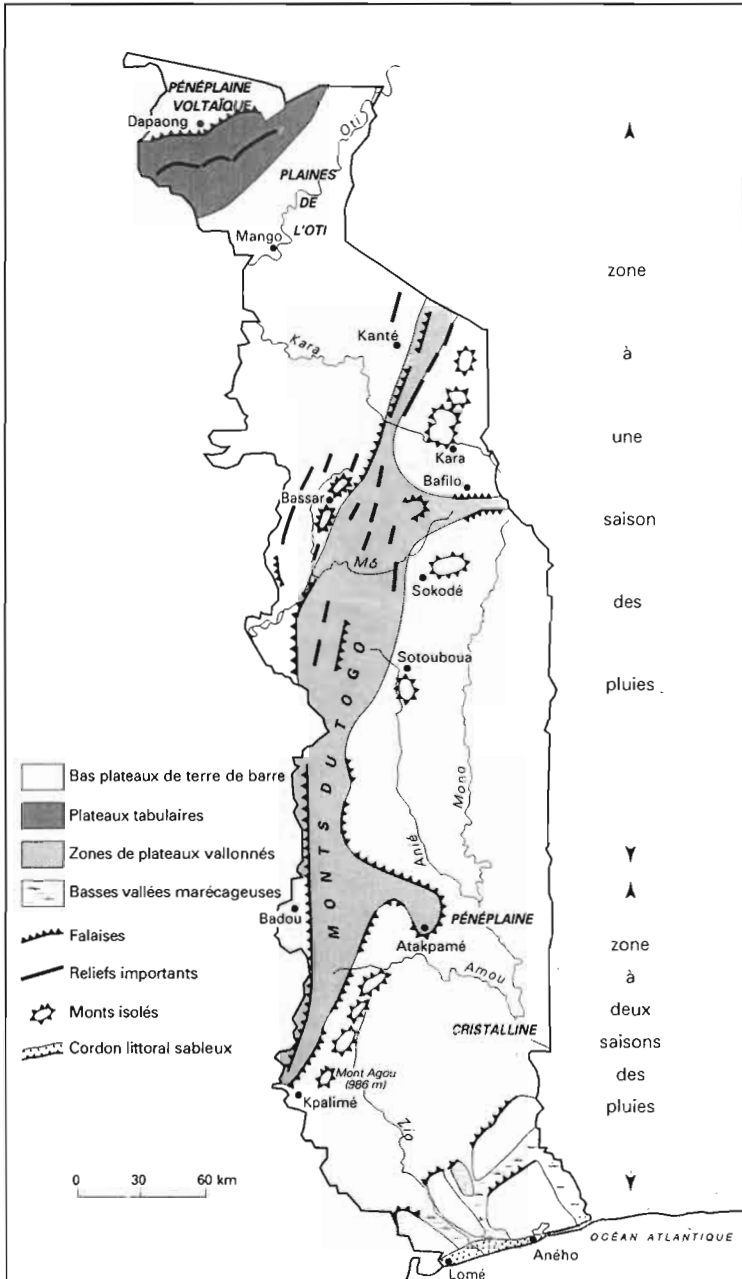 PÉNÉPLAINE
VOLTAÏQUE
Dapaong
Oti
PLAINES
DE
L'OTI
Mango
zone
à
une
saison
des
pluies
Kanté
Kara
Kara
Bafilo
Bassar
Mô
Sokodé
Sotouboua
MONTS DU TOGO
Mono
Anié
Bas plateaux de terre de barre
Plateaux tabulaires
Zones de plateaux vallonnés
Basses vallées marécageuses
Falaises
Reliefs importants
Monts isolés
Cordon littoral sableux
0 30 60 km
Badou
PÉNÉPLAINE
Atakpamé
Amou
CRISTALLINE
zone
à
deux
saisons
des
pluies
Mont Agou
(986 m)
Kpalimé
Zio
OCÉAN ATLANTIQUE
Aného
Lomé